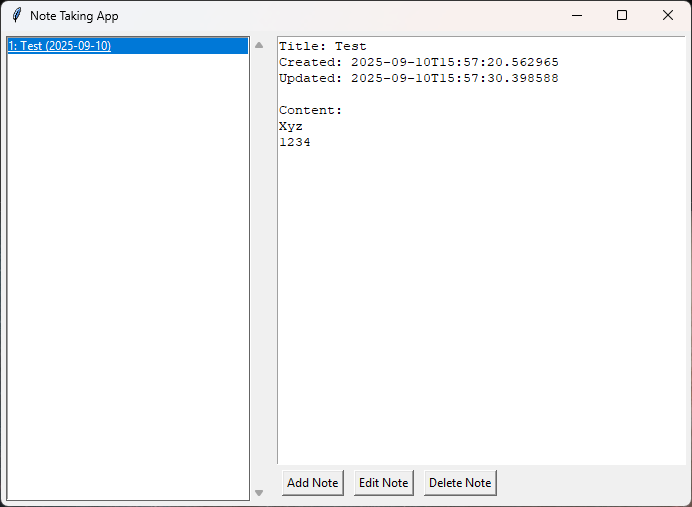 Note Taking App
1: Test (2025-09-10)
Title: Test
Created: 2025-09-10T15:57:20.562965
Updated: 2025-09-10T15:57:30.398588
Content:
Xyz
1234
Add Note
Edit Note
Delete Note